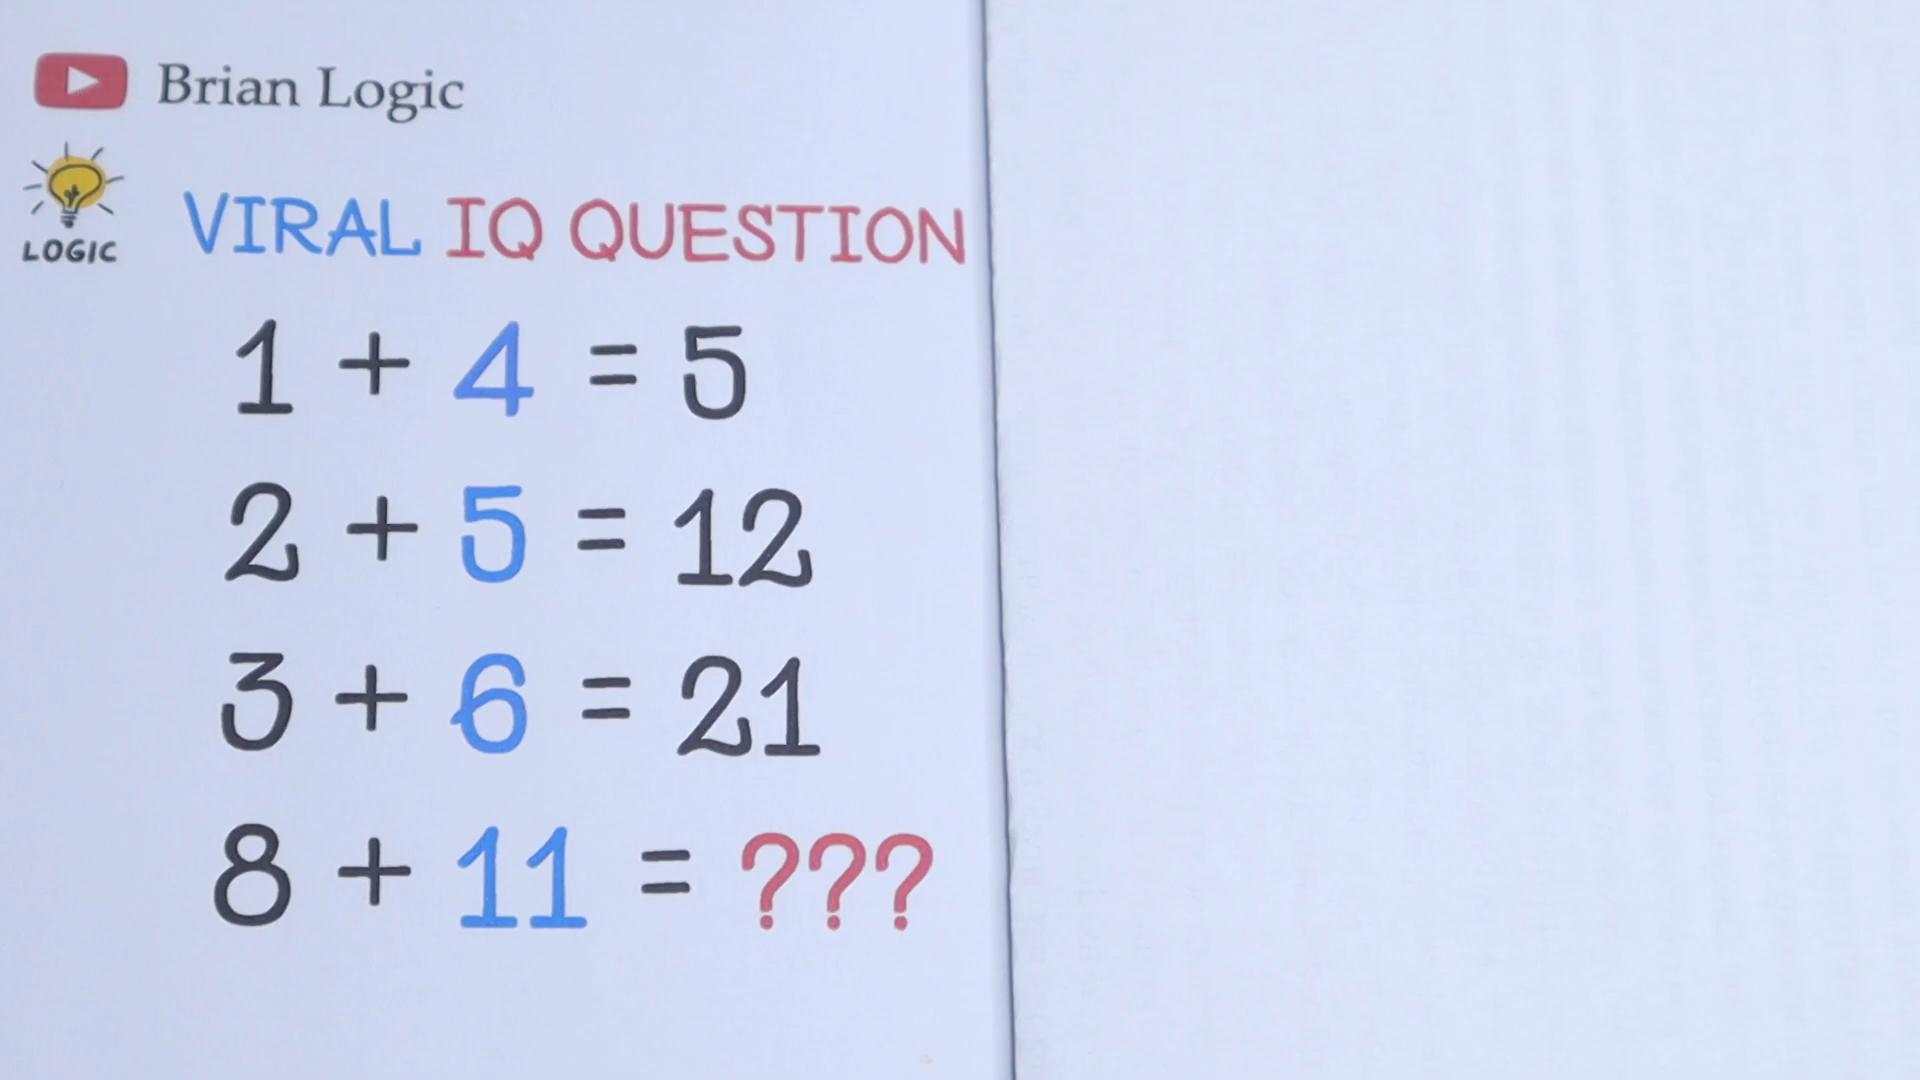 Brian Logic
LOGIC
VIRAL IQ QUESTION
1 + 4 = 5
2 + 5 = 12
3 + 6 = 21
8 + 11 = ???